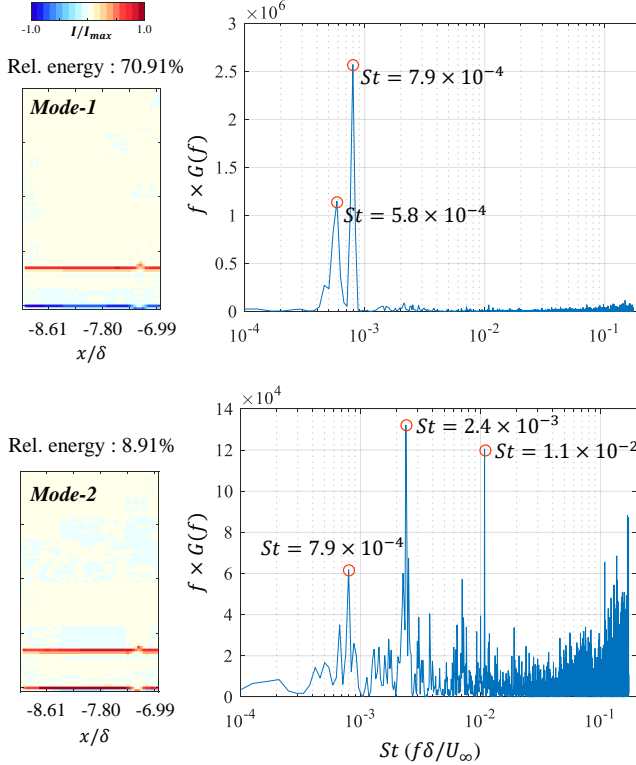 -1.0 I/I_max 1.0
Rel. energy : 70.91%
Mode-1
-8.61 -7.80 -6.99
x/δ
×10^6
3
2.5
2
1.5
1
0.5
0
f × G(f)
St = 7.9 × 10^-4
St = 5.8 × 10^-4
10^-4 10^-3 10^-2 10^-1
Rel. energy : 8.91%
Mode-2
-8.61 -7.80 -6.99
x/δ
×10^4
14
12
10
8
6
4
2
0
f × G(f)
St = 2.4 × 10^-3
St = 1.1 × 10^-2
St = 7.9 × 10^-4
10^-4 10^-3 10^-2 10^-1
St (fδ/U_∞)